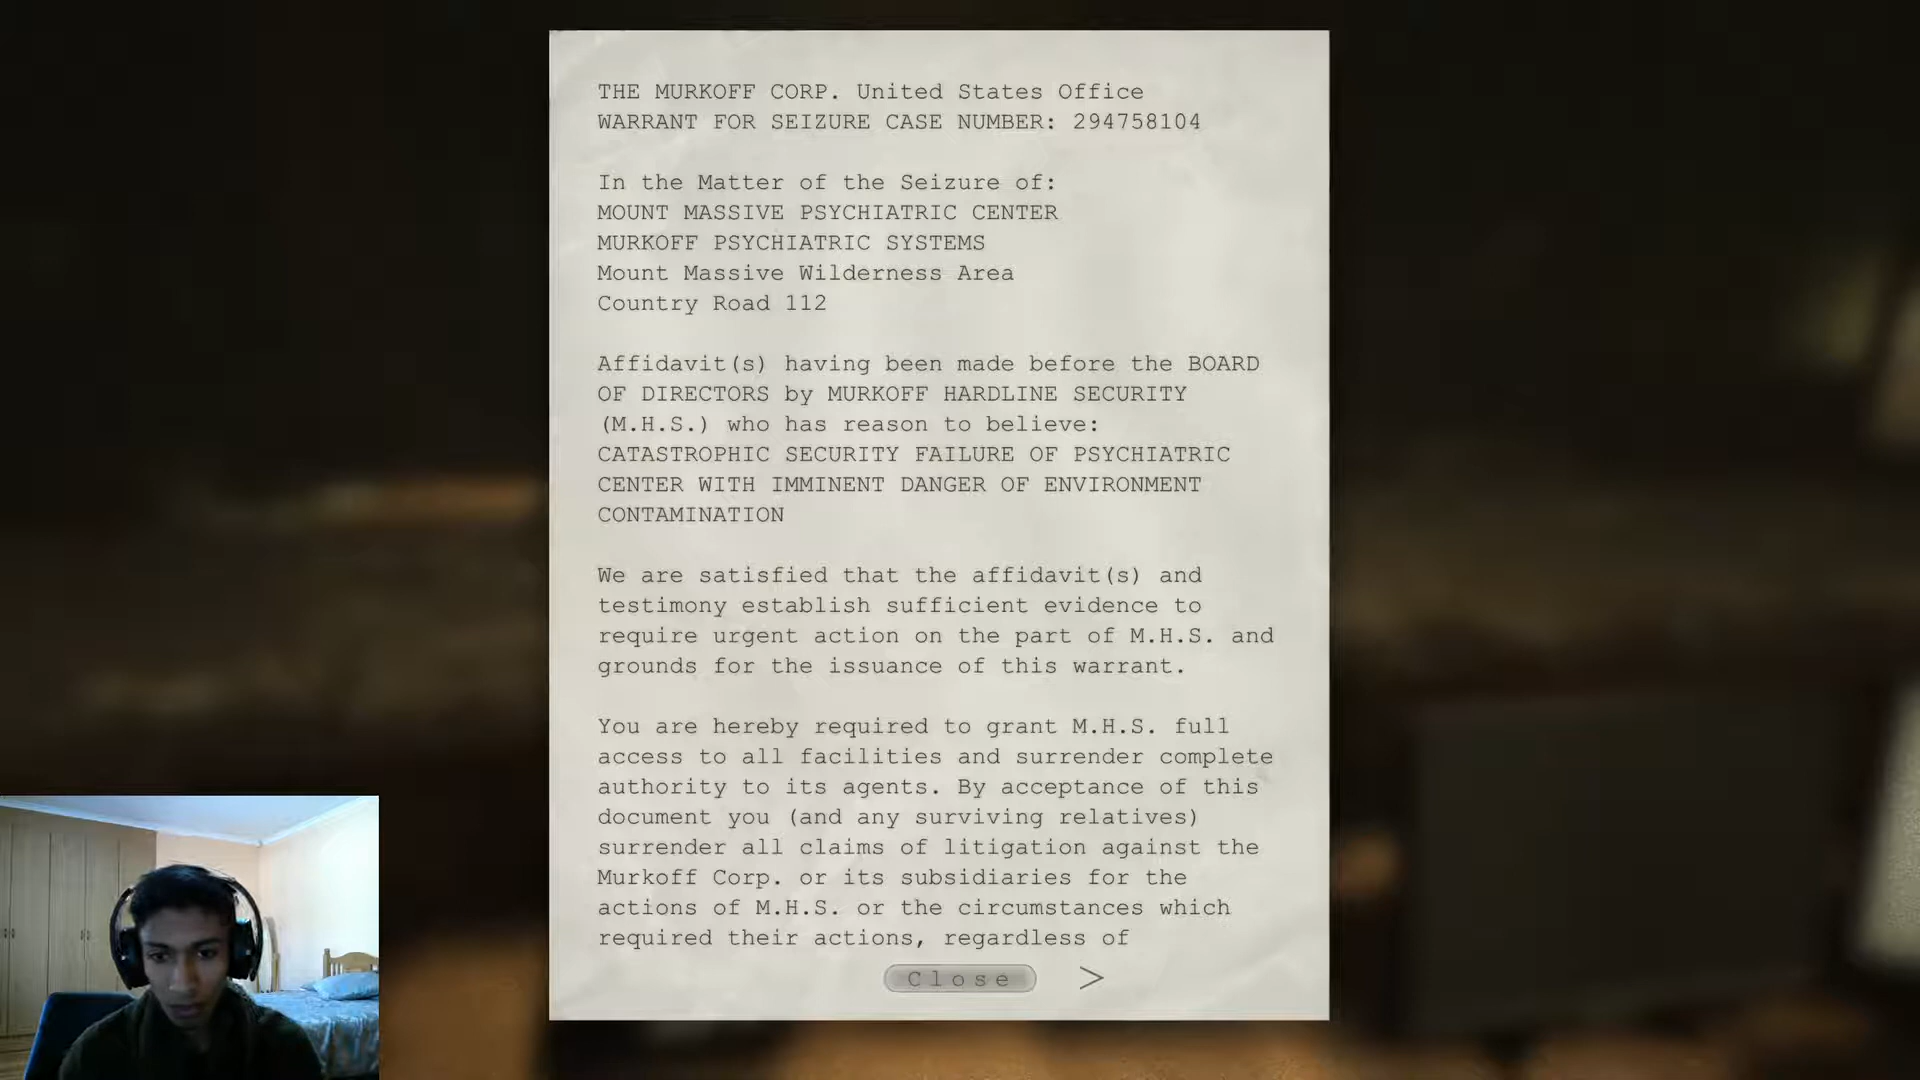 THE MURKOFF CORP. United States Office
WARRANT FOR SEIZURE CASE NUMBER: 294758104
In the Matter of the Seizure of:
MOUNT MASSIVE PSYCHIATRIC CENTER
MURKOFF PSYCHIATRIC SYSTEMS
Mount Massive Wilderness Area
Country Road 112
Affidavit(s) having been made before the BOARD
OF DIRECTORS by MURKOFF HARDLINE SECURITY
(M.H.S.) who has reason to believe:
CATASTROPHIC SECURITY FAILURE OF PSYCHIATRIC
CENTER WITH IMMINENT DANGER OF ENVIRONMENT
CONTAMINATION
We are satisfied that the affidavit(s) and
testimony establish sufficient evidence to
require urgent action on the part of M.H.S. and
grounds for the issuance of this warrant.
You are hereby required to grant M.H.S. full
access to all facilities and surrender complete
authority to its agents. By acceptance of this
document you (and any surviving relatives)
surrender all claims of litigation against the
Murkoff Corp. or its subsidiaries for the
actions of M.H.S. or the circumstances which
required their actions, regardless of
Close >